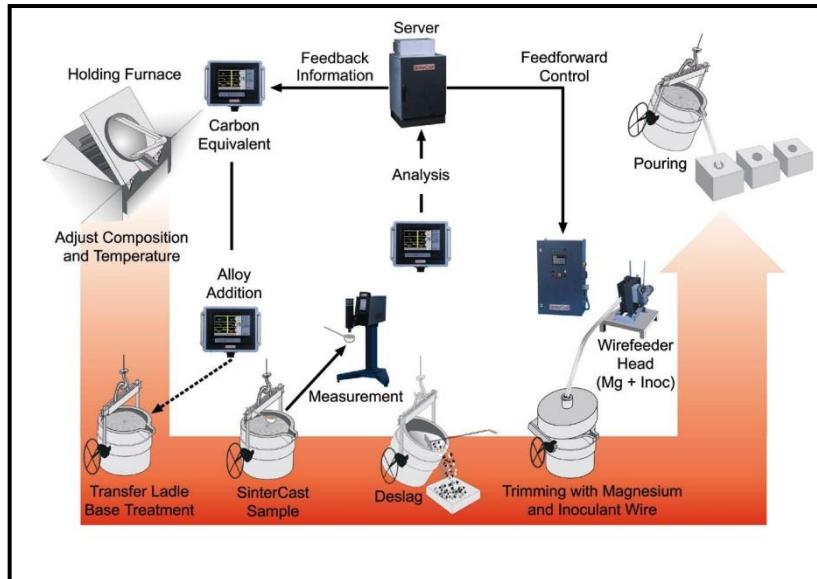 Server
Holding Furnace
Feedback
Information
Feedforward
Control
Carbon
Equivalent
Pouring
Analysis
Adjust Composition
and Temperature
Alloy
Addition
Wirefeeder
Head
(Mg + Inoc)
Measurement
Transfer Ladle
Base Treatment
SinterCast
Sample
Deslag
Trimming with Magnesium
and Inoculant Wire